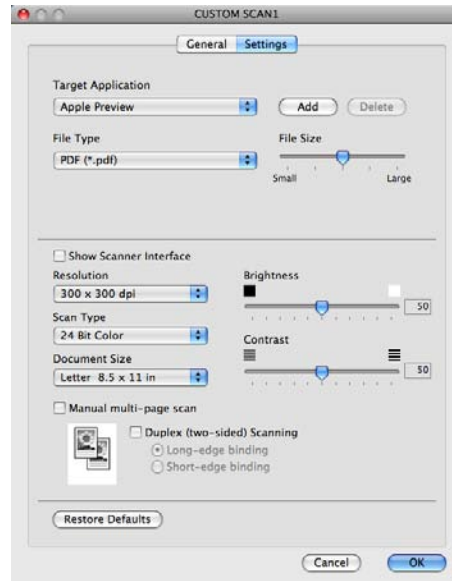 CUSTOM SCAN1
General Settings
Target Application
Apple Preview Add Delete
File Type File Size
PDF (*.pdf)
Small Large
Show Scanner Interface
Resolution Brightness
300 x 300 dpi
50
Scan Type
24 Bit Color Contrast
Document Size
Letter 8.5 x 11 in 50
Manual multi-page scan
Duplex (two-sided) Scanning
Long-edge binding
Short-edge binding
Restore Defaults
Cancel OK